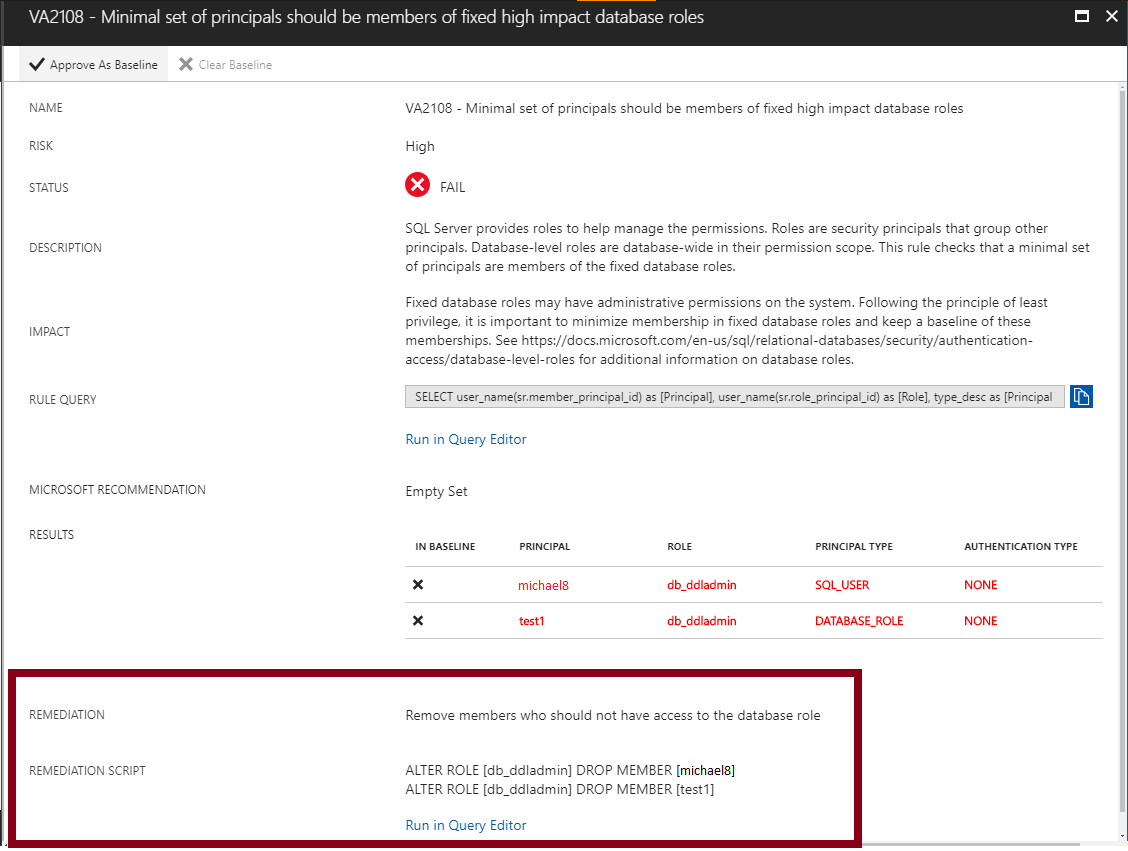 VA2108 - Minimal set of principals should be members of fixed high impact database roles
Approve As Baseline
Clear Baseline
NAME
VA2108 - Minimal set of principals should be members of fixed high impact database roles
RISK
High
STATUS
FAIL
DESCRIPTION
SQL Server provides roles to help manage the permissions. Roles are security principals that group other
principals. Database-level roles are database-wide in their permission scope. This rule checks that a minimal set
of principals are members of the fixed database roles.
IMPACT
Fixed database roles may have administrative permissions on the system. Following the principle of least
privilege, it is important to minimize membership in fixed database roles and keep a baseline of these
memberships. See https://docs.microsoft.com/en-us/sql/relational-databases/security/authentication-
access/database-level-roles for additional information on database roles.
RULE QUERY
SELECT user_name(sr.member_principal_id) as [Principal], user_name(sr.role_principal_id) as [Role], type_desc as [Principal
Run in Query Editor
MICROSOFT RECOMMENDATION
Empty Set
RESULTS
IN BASELINE PRINCIPAL ROLE PRINCIPAL TYPE AUTHENTICATION TYPE
michael8 db_ddladmin SQL_USER NONE
test1 db_ddladmin DATABASE_ROLE NONE
REMEDIATION
Remove members who should not have access to the database role
REMEDIATION SCRIPT
ALTER ROLE [db_ddladmin] DROP MEMBER [michael8]
ALTER ROLE [db_ddladmin] DROP MEMBER [test1]
Run in Query Editor